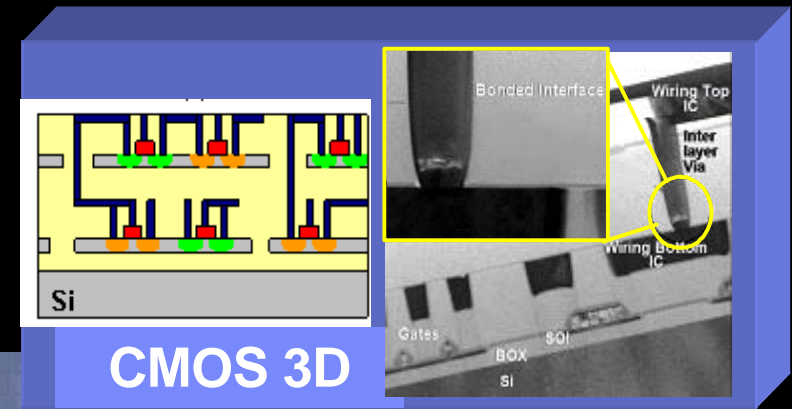 Si
CMOS 3D
Bonded Interface
Wiring Top
IC
Inter
layer
Via
Wiring Bottom
IC
Gates
SOI
BOX
Si